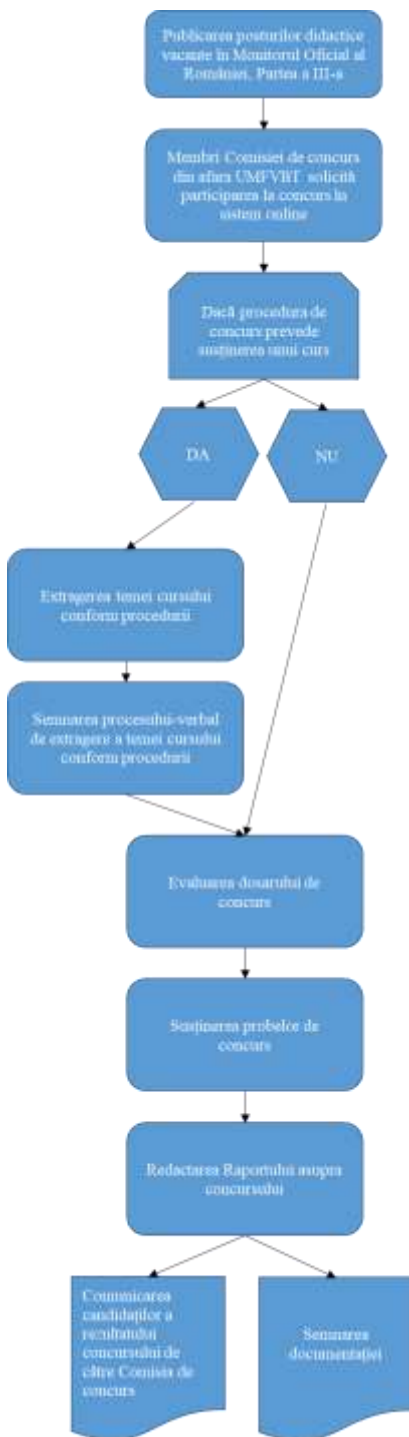 Publicarea posturilor didactice
vacante în Monitorul Oficial al
României, Partea a III-a
Membri Comisiei de concurs
din afara UMFVBT solicită
participarea la concurs în
sistem online
Dacă procedura de
concurs prevede
susținerea unui curs
DA
NU
Extragerea temei cursului
conform procedurii
Semnarea procesului-verbal
de extragere a temei cursului
conform procedurii
Evaluarea dosarului de
concurs
Susținerea probelor de
concurs
Redactarea Raportului asupra
concursului
Comunicarea
candidaților a
rezultatului
concursului de
către Comisia de
concurs
Semnarea
documentației